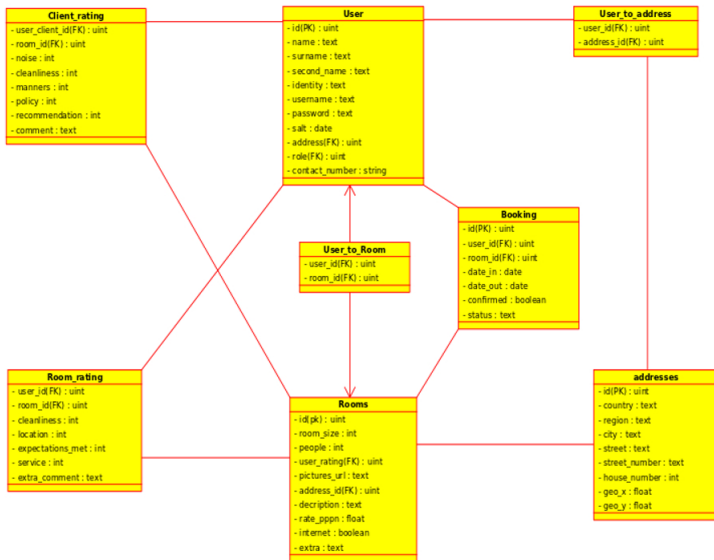 Client_rating
- user_client_id(FK) : uint
- room_id(FK) : uint
- noise : int
- cleanliness : int
- manners : int
- policy : int
- recommendation : int
- comment : text
User
- id(PK) : uint
- name : text
- surname : text
- second_name : text
- identity : text
- username : text
- password : text
- salt : date
- address(FK) : uint
- role(FK) : uint
- contact_number : string
User_to_address
- user_id(FK) : uint
- address_id(FK) : uint
User_to_Room
- user_id(FK) : uint
- room_id(FK) : uint
Booking
- id(PK) : uint
- user_id(FK) : uint
- room_id(FK) : uint
- date_in : date
- date_out : date
- confirmed : boolean
- status : text
Room_rating
- user_id(FK) : uint
- room_id(FK) : uint
- cleanliness : int
- location : int
- expectations_met : int
- service : int
- extra_comment : text
Rooms
- id(pk) : uint
- room_size : int
- people : int
- user_rating(FK) : uint
- pictures_url : text
- address_id(FK) : uint
- decription : text
- rate_pppn : float
- internet : boolean
- extra : text
addresses
- id(PK) : uint
- country : text
- region : text
- city : text
- street : text
- street_number : text
- house_number : int
- geo_x : float
- geo_y : float